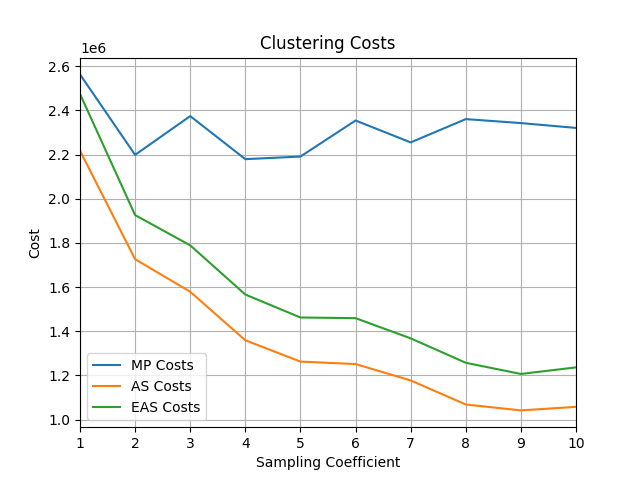 Clustering Costs
1e6
2.6
2.4
2.2
2.0
1.8
1.6
1.4
1.2
1.0
Cost
MP Costs
AS Costs
EAS Costs
1 2 3 4 5 6 7 8 9 10
Sampling Coefficient